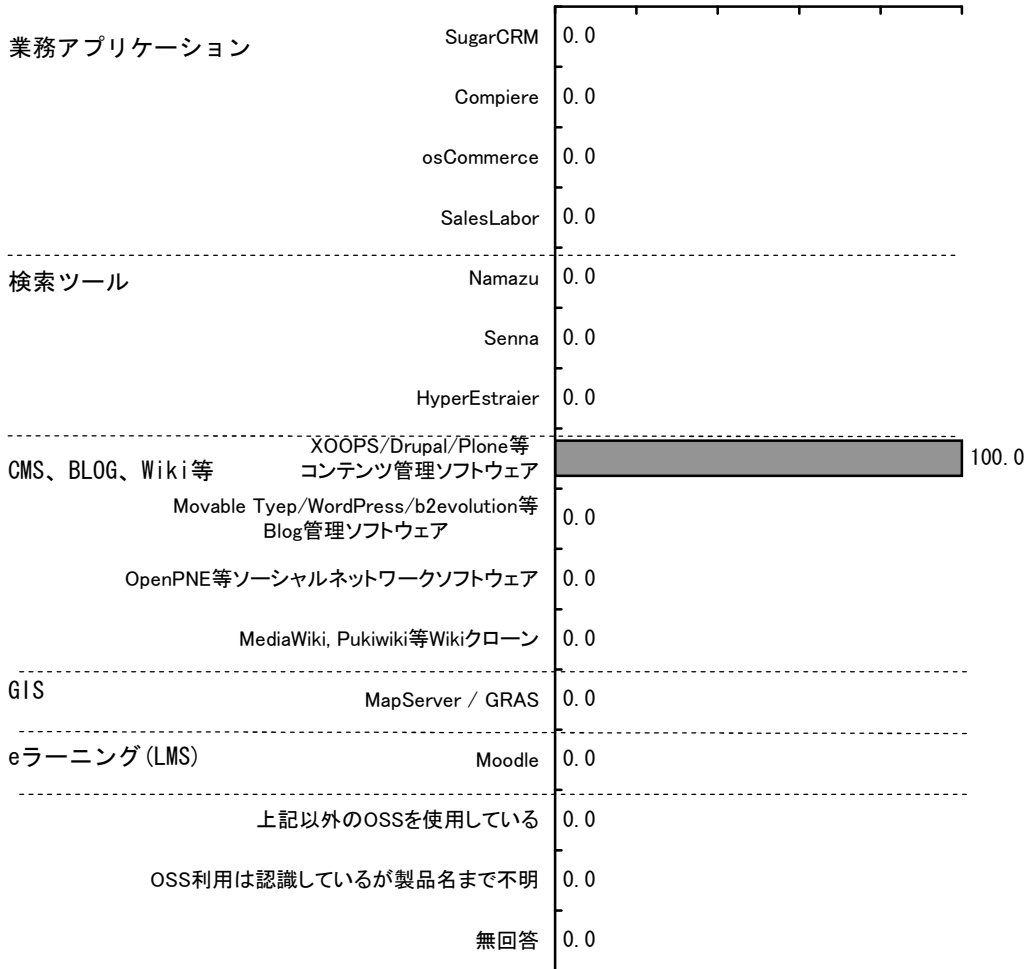 業務アプリケーション
SugarCRM 0.0
Compiere 0.0
osCommerce 0.0
SalesLabor 0.0
検索ツール
Namazu 0.0
Senna 0.0
HyperEstraier 0.0
CMS、BLOG、Wiki等
XOOPS/Drupal/Plone等
コンテンツ管理ソフトウェア 100.0
Movable Tyep/WordPress/b2evolution等
Blog管理ソフトウェア 0.0
OpenPNE等ソーシャルネットワークソフトウェア 0.0
MediaWiki, Pukiwiki等Wikiクローン 0.0
GIS
MapServer / GRAS 0.0
eラーニング(LMS)
Moodle 0.0
上記以外のOSSを使用している 0.0
OSS利用は認識しているが製品名まで不明 0.0
無回答 0.0